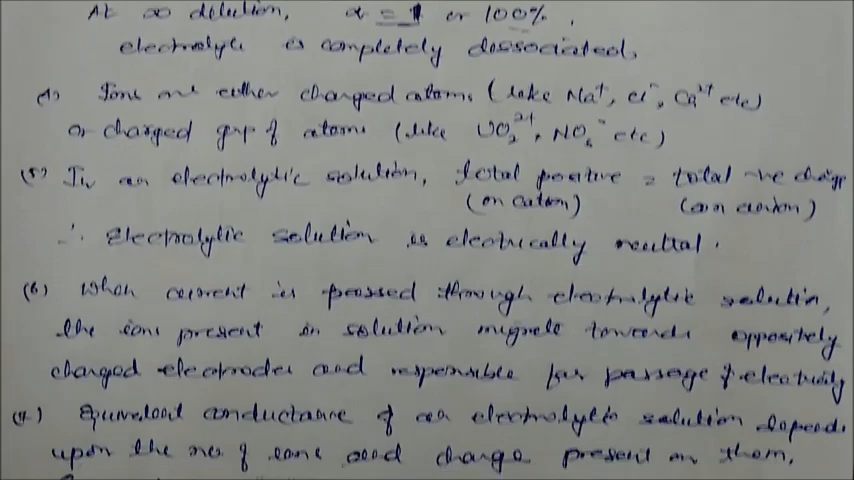 At ∞ dilution, α = 1 or 100%.
electrolyte is completely dissociated.
(4) Ions are either charged atoms (like Na⁺, Cl⁻, Ca²⁺ etc)
or charged grp of atoms (like UO₂²⁺, NO₃⁻ etc)
(5) In an electrolytic solution, total positive = total -ve charge
(on cation) (on anion)
∴ Electrolytic solution is electrically neutral.
(6) When current is passed through electrolytic solution,
the ions present in solution migrate towards oppositely
charged electrodes and responsible for passage of electricity
(7) Equivalent conductance of an electrolytic solution depends
upon the no. of ions and charge present on them.